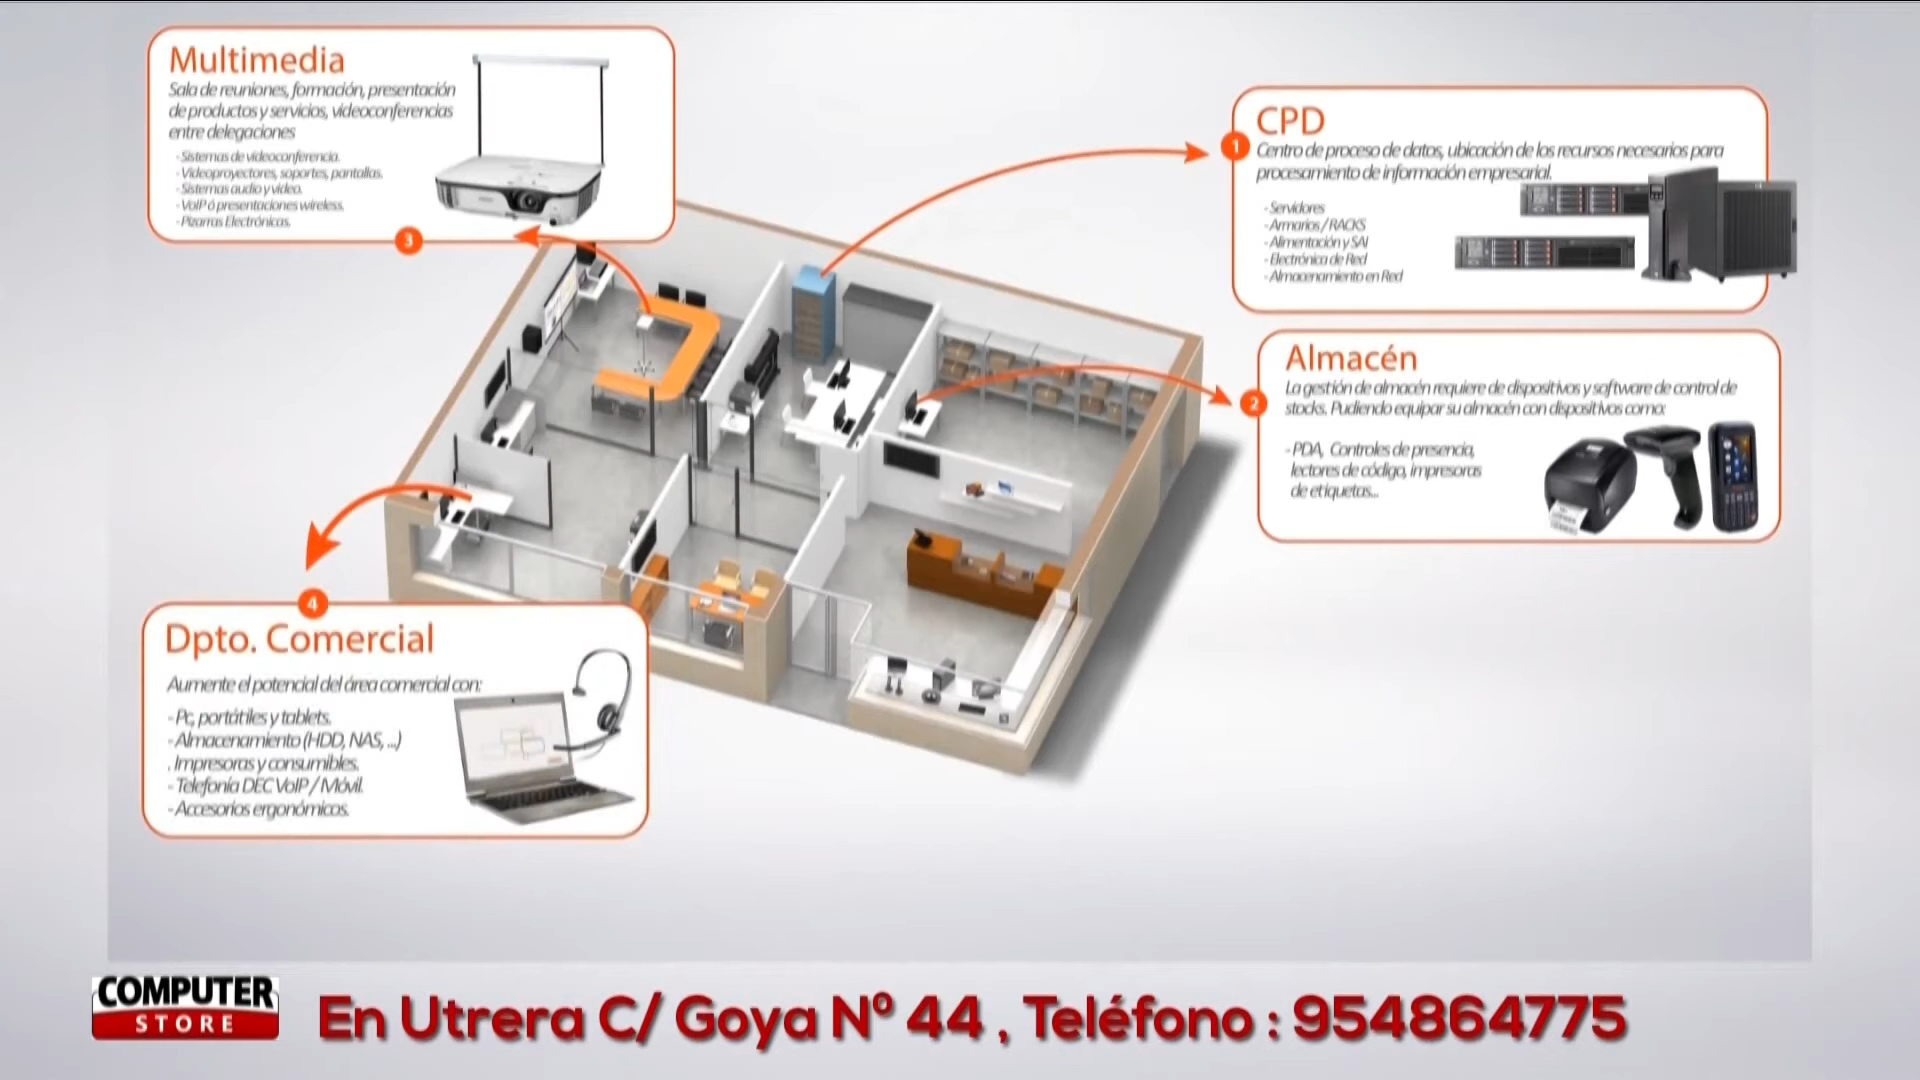 Multimedia
Sala de reuniones, formación, presentación
de productos y servicios, videoconferencias
entre delegaciones
- Sistemas de videoconferencia.
- Videoproyectores, soportes, pantallas.
- Sistemas audio y video.
- VoIP ó presentaciones wireless.
- Pizarras Electrónicas.
3
1
CPD
Centro de proceso de datos, ubicación de los recursos necesarios para
procesamiento de información empresarial.
- Servidores
- Armarios / RACKS
- Alimentación y SAI
- Electrónica de Red
- Almacenamiento en Red
2
Almacén
La gestión de almacén requiere de dispositivos y software de control de
stocks. Pudiendo equipar su almacén con dispositivos como:
- PDA, Controles de presencia,
lectores de código, impresoras
de etiquetas...
4
Dpto. Comercial
Aumente el potencial del área comercial con:
- Pc, portátiles y tablets.
- Almacenamiento (HDD, NAS, ...)
. Impresoras y consumibles.
- Telefonía DEC VoIP / Móvil.
- Accesorios ergonómicos.
COMPUTER
STORE
En Utrera C/ Goya Nº 44 , Teléfono : 954864775